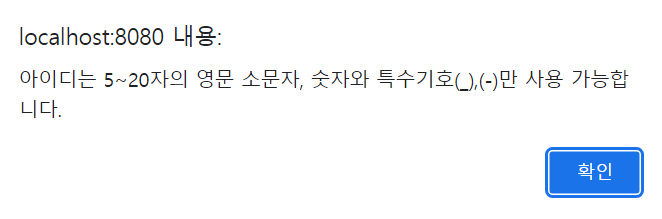 localhost:8080 내용:
아이디는 5~20자의 영문 소문자, 숫자와 특수기호(_),(-)만 사용 가능합
니다.
확인